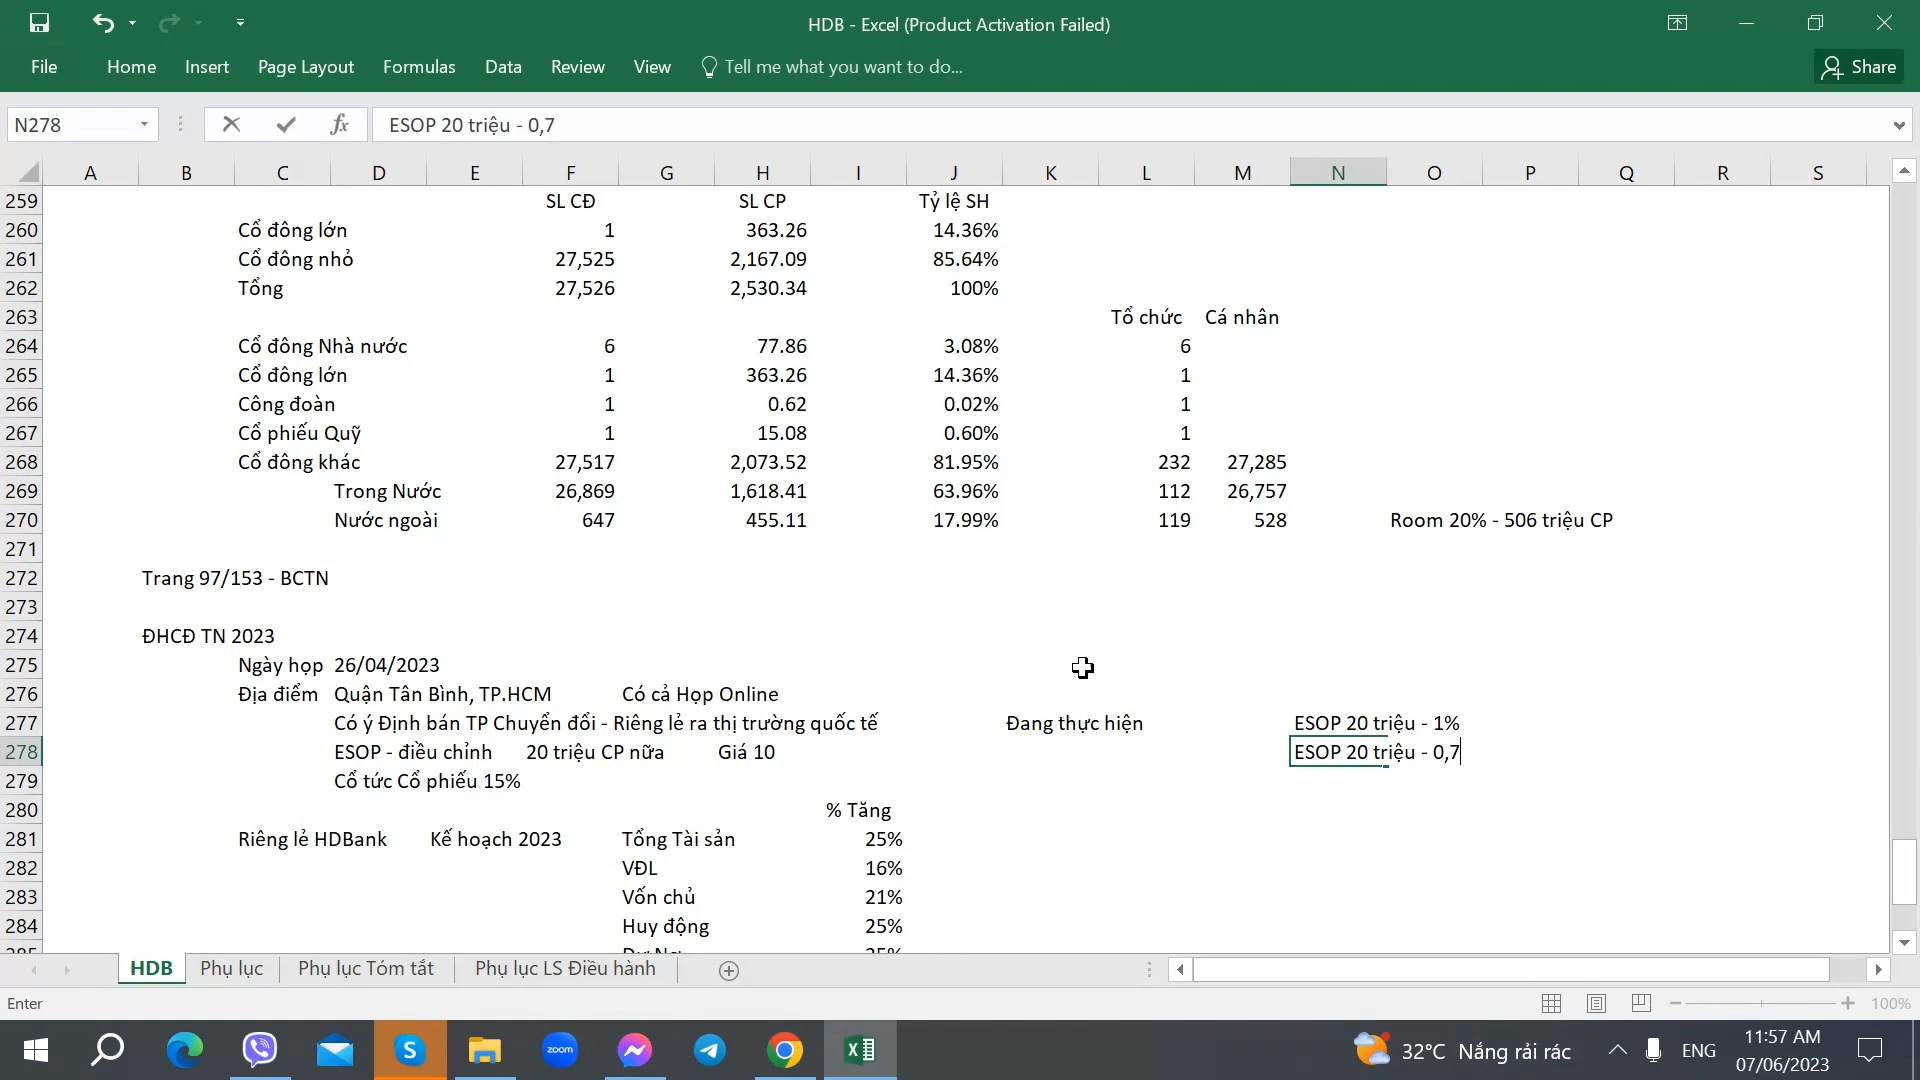 HDB - Excel (Product Activation Failed)
File Home Insert Page Layout Formulas Data Review View Tell me what you want to do... Share
N278 fx ESOP 20 triệu - 0,7
A B C D E F G H I J K L M N O P Q R S
259 SL CĐ SL CP Tỷ lệ SH
260 Cổ đông lớn 1 363.26 14.36%
261 Cổ đông nhỏ 27,525 2,167.09 85.64%
262 Tổng 27,526 2,530.34 100%
263 Tổ chức Cá nhân
264 Cổ đông Nhà nước 6 77.86 3.08% 6
265 Cổ đông lớn 1 363.26 14.36% 1
266 Công đoàn 1 0.62 0.02% 1
267 Cổ phiếu Quỹ 1 15.08 0.60% 1
268 Cổ đông khác 27,517 2,073.52 81.95% 232 27,285
269 Trong Nước 26,869 1,618.41 63.96% 112 26,757
270 Nước ngoài 647 455.11 17.99% 119 528 Room 20% - 506 triệu CP
271
272 Trang 97/153 - BCTN
273
274 ĐHCĐ TN 2023
275 Ngày họp 26/04/2023
276 Địa điểm Quận Tân Bình, TP.HCM Có cả Họp Online
277 Có ý Định bán TP Chuyển đổi - Riêng lẻ ra thị trường quốc tế Đang thực hiện ESOP 20 triệu - 1%
278 ESOP - điều chỉnh 20 triệu CP nữa Giá 10 ESOP 20 triệu - 0,7
279 Cổ tức Cổ phiếu 15%
280 % Tăng
281 Riêng lẻ HDBank Kế hoạch 2023 Tổng Tài sản 25%
282 VĐL 16%
283 Vốn chủ 21%
284 Huy động 25%
285 Dư Nợ 25%
HDB Phụ lục Phụ lục Tóm tắt Phụ lục LS Điều hành
Enter 100%
zoom 32°C Nắng rải rác ENG 11:57 AM
07/06/2023